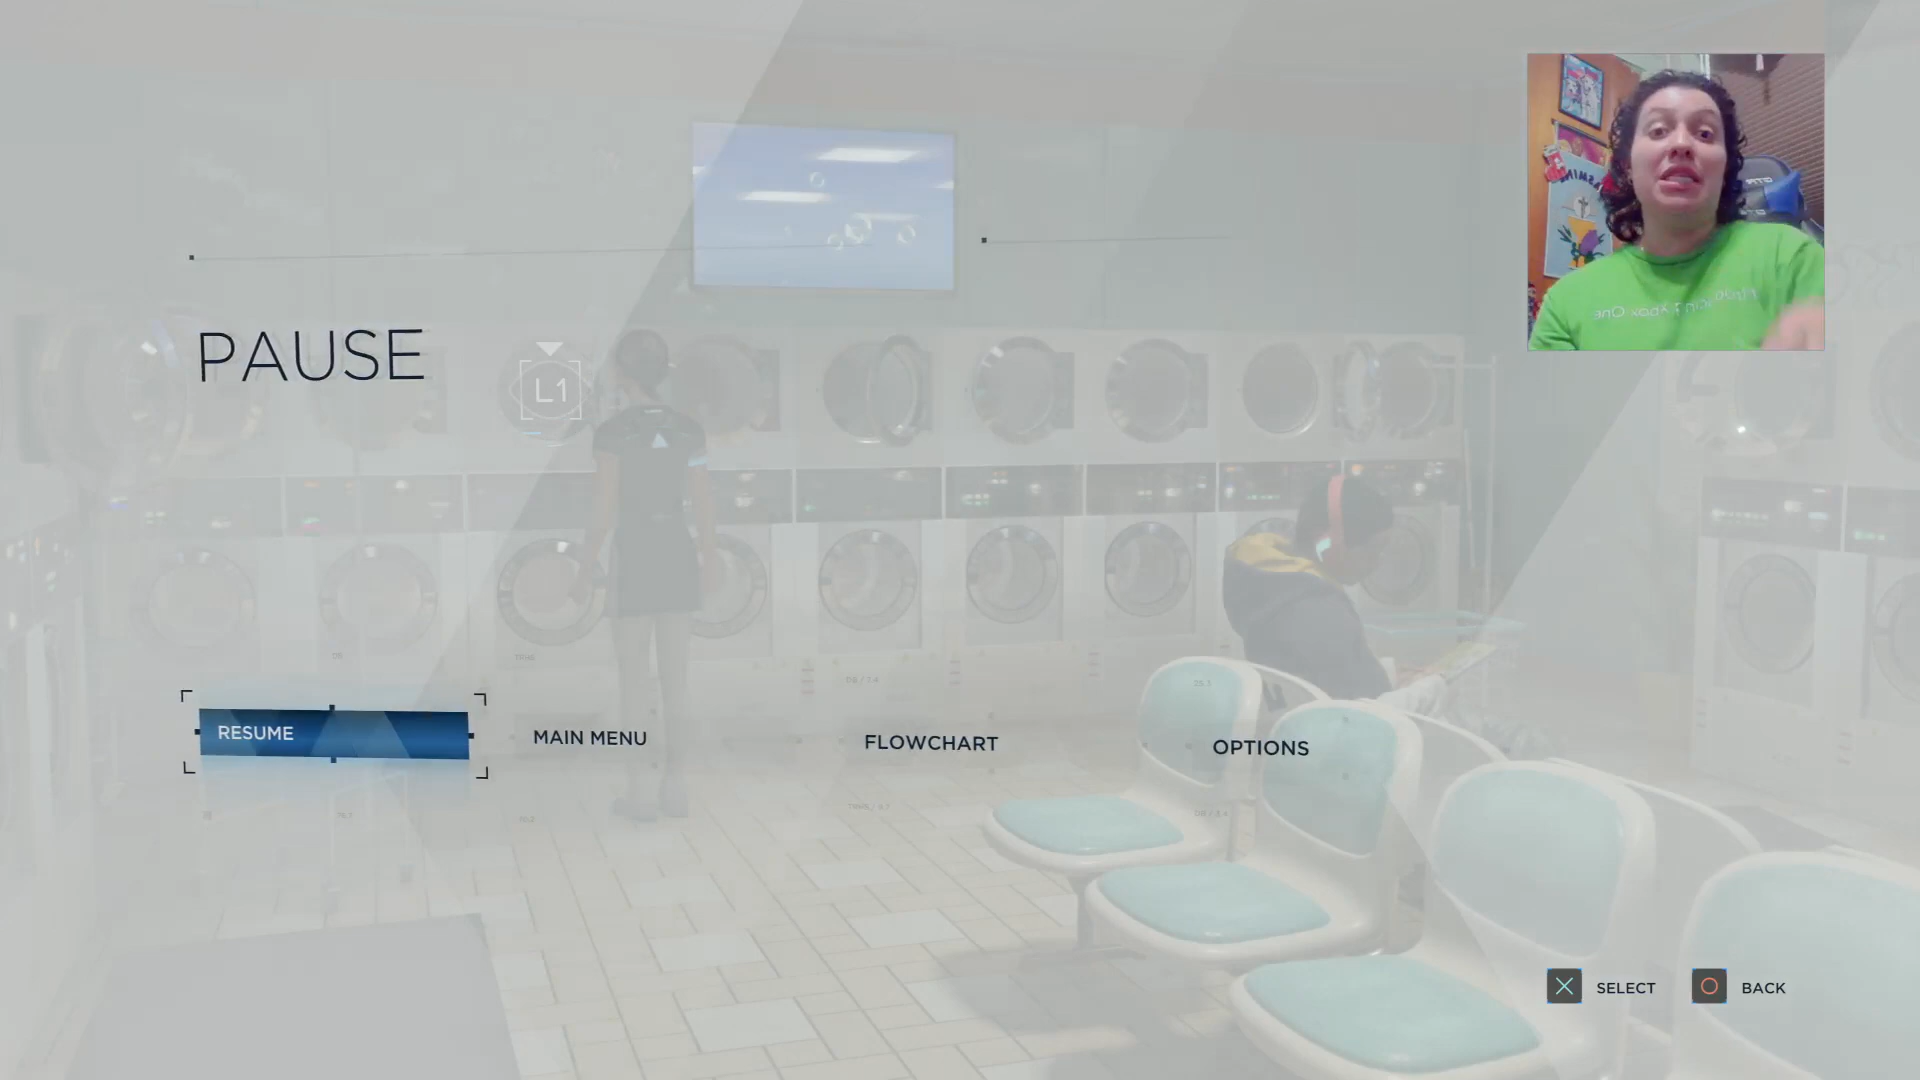 PAUSE
L1
RESUME
MAIN MENU
FLOWCHART
OPTIONS
SELECT
BACK